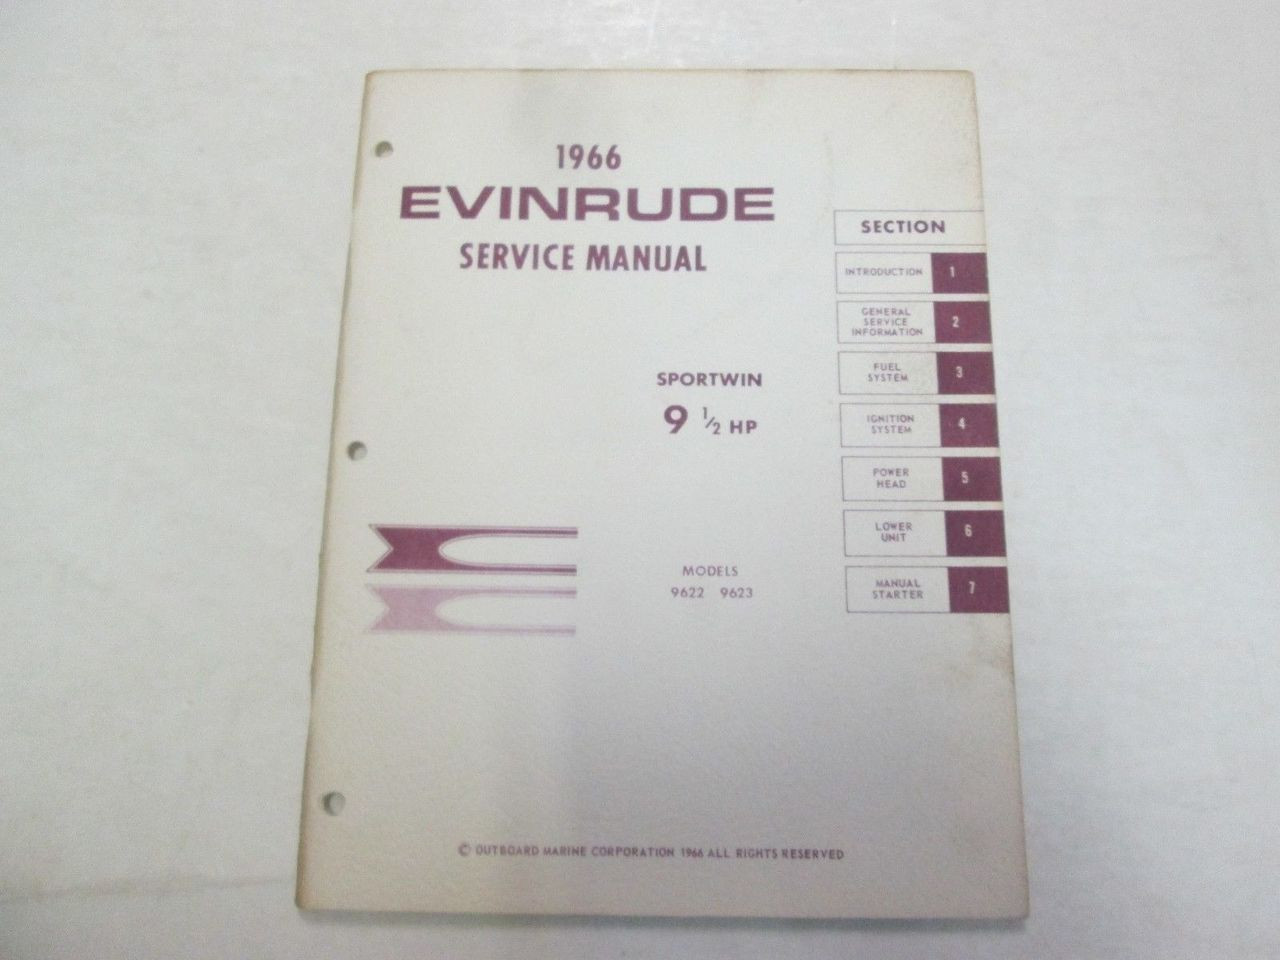 1966
EVINRUDE
SERVICE MANUAL
SPORTWIN
9 1/2 HP
MODELS
9622 9623
SECTION
INTRODUCTION 1
GENERAL
SERVICE 2
INFORMATION
FUEL
SYSTEM 3
IGNITION
SYSTEM 4
POWER
HEAD 5
LOWER
UNIT 6
MANUAL
STARTER 7
© OUTBOARD MARINE CORPORATION 1966 ALL RIGHTS RESERVED